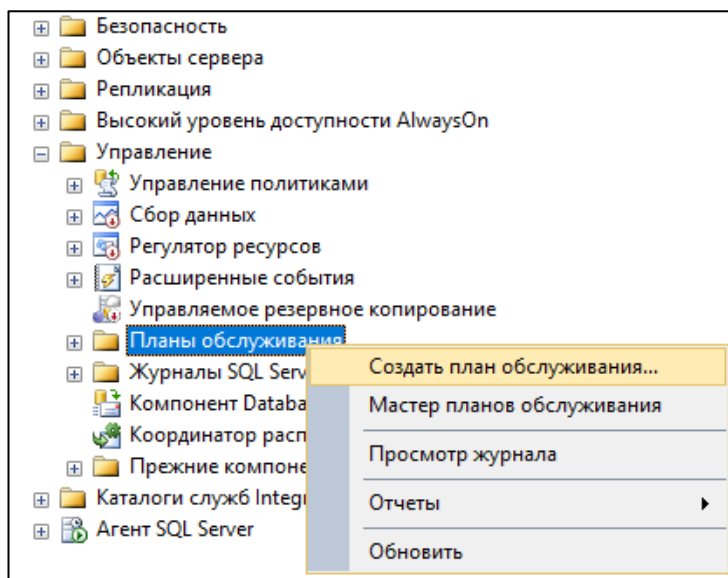 Безопасность
Объекты сервера
Репликация
Высокий уровень доступности AlwaysOn
Управление
Управление политиками
Сбор данных
Регулятор ресурсов
Расширенные события
Управляемое резервное копирование
Планы обслуживания
Журналы SQL Serv
Компонент Databa
Координатор расп
Прежние компоне
Каталоги служб Integ
Агент SQL Server
Создать план обслуживания...
Мастер планов обслуживания
Просмотр журнала
Отчеты
Обновить